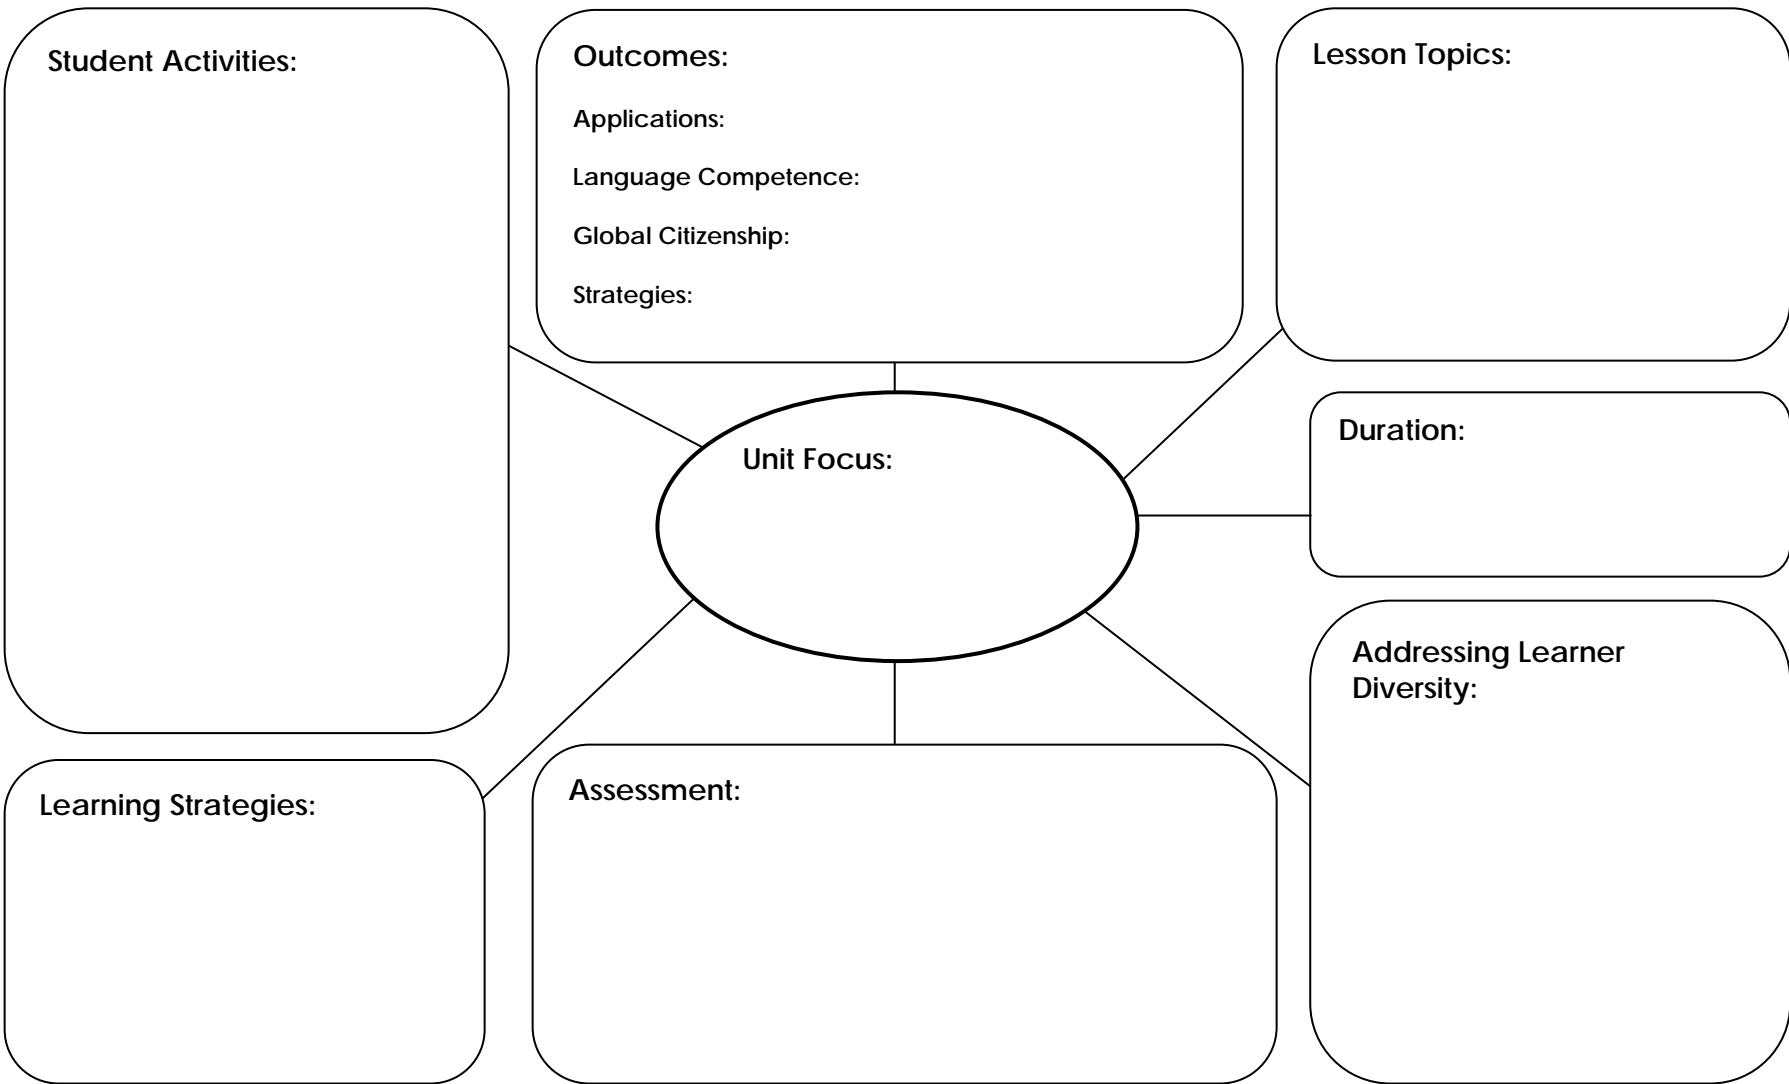 Student Activities:
Outcomes:
Applications:
Language Competence:
Global Citizenship:
Strategies:
Lesson Topics:
Unit Focus:
Duration:
Addressing Learner
Diversity:
Learning Strategies:
Assessment: